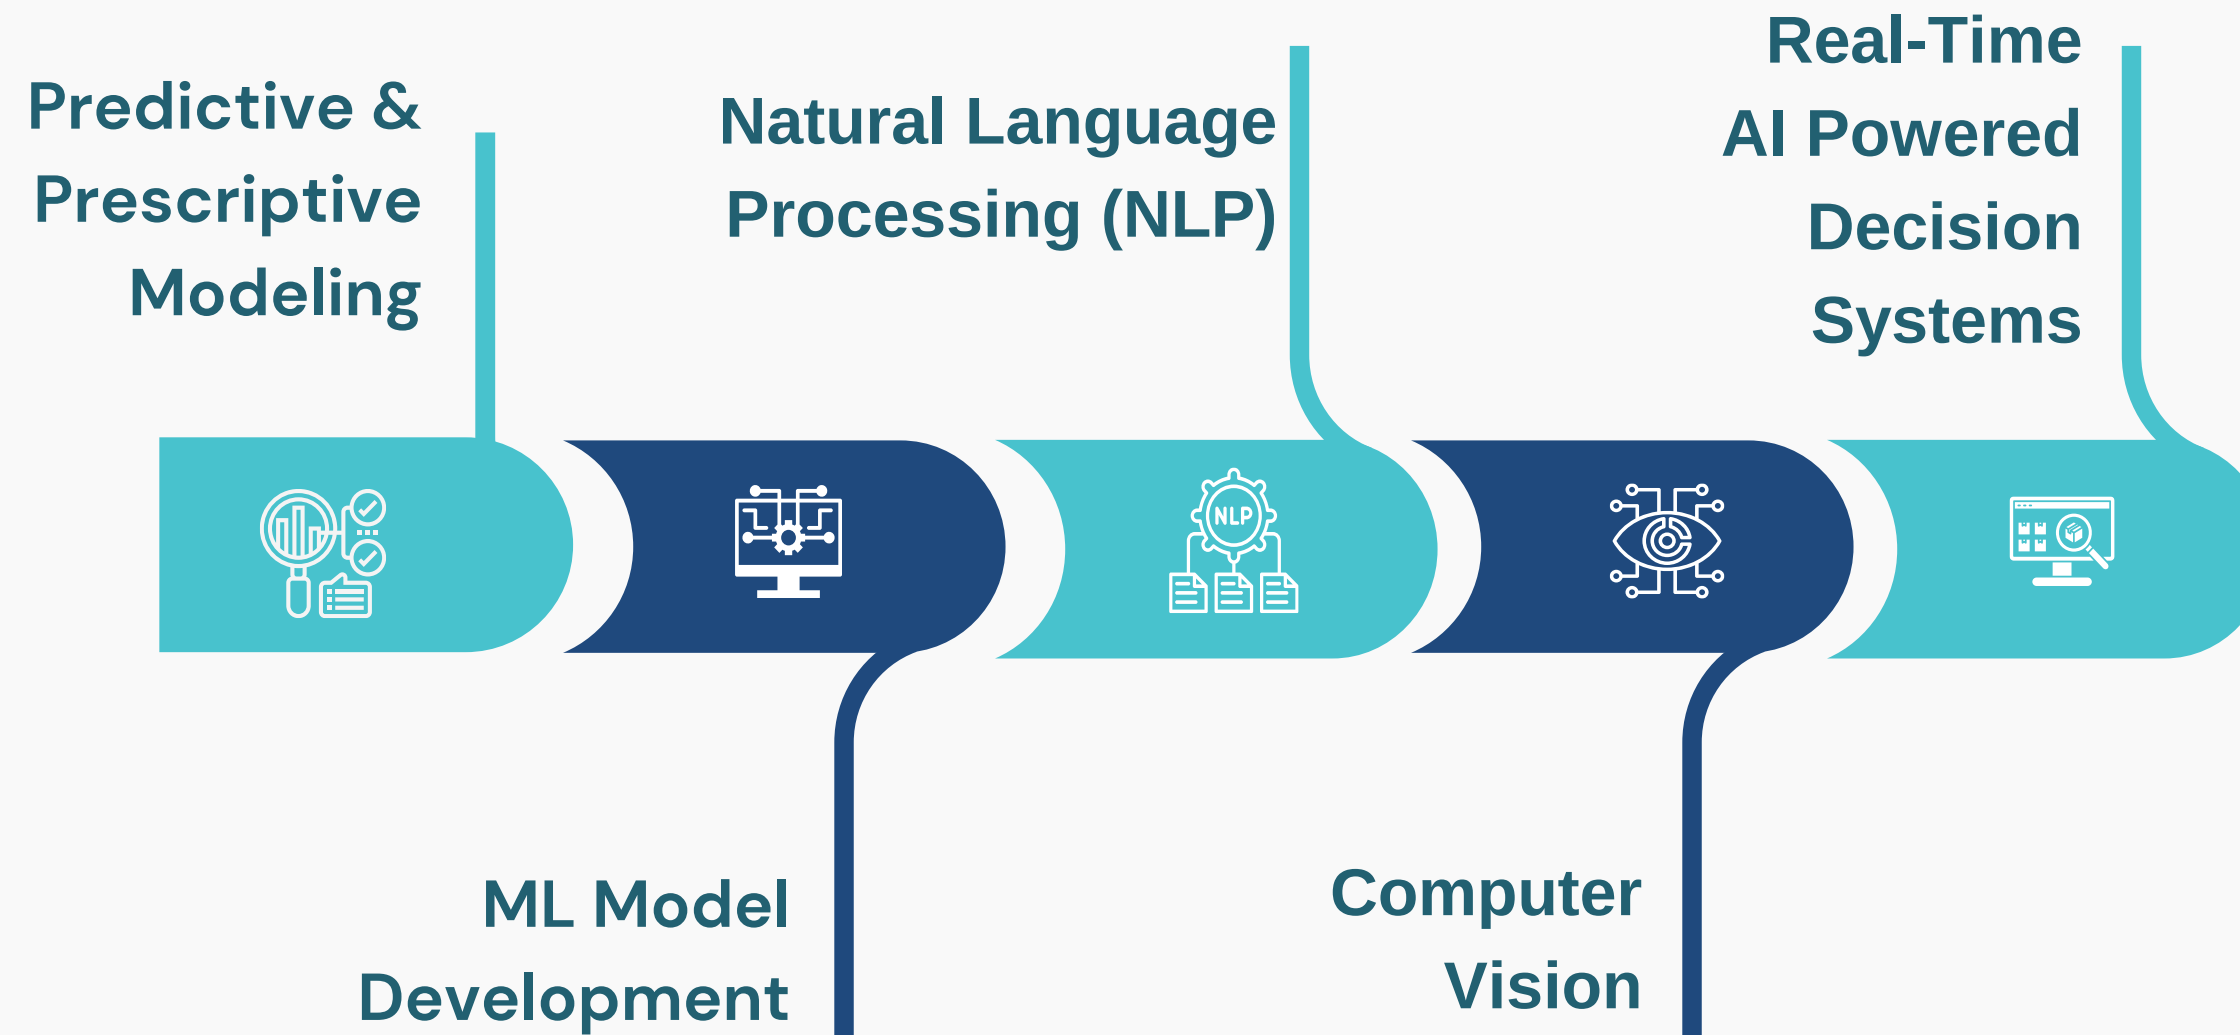 Predictive &
Prescriptive
Modeling
Natural Language
Processing (NLP)
Real-Time
AI Powered
Decision
Systems
NLP
ML Model
Development
Computer
Vision